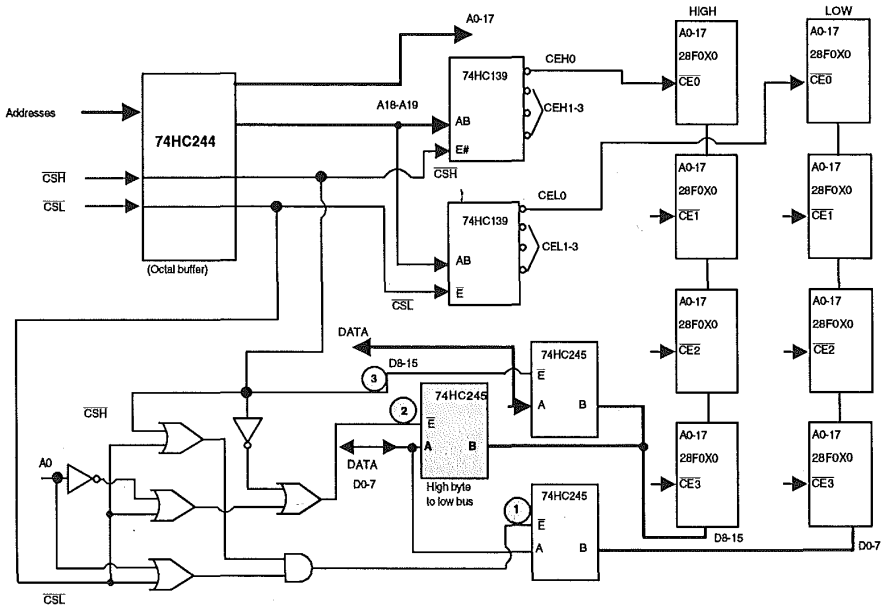 HIGH
LOW
A0-17
A0-17
28F0X0
CE0
A0-17
28F0X0
CE0
74HC139
CEH0
CEH1-3
AB
E#
CSH
Addresses
74HC244
A18-A19
CSH
CSL
(Octal buffer)
74HC139
CEL0
CEL1-3
AB
E
CSL
A0-17
28F0X0
CE1
A0-17
28F0X0
CE1
A0-17
28F0X0
CE2
A0-17
28F0X0
CE2
DATA
D8-15
3
74HC245
E
A
B
2
74HC245
E
A
B
DATA
D0-7
High byte
to low bus
CSH
A0
CSL
1
74HC245
E
A
B
A0-17
28F0X0
CE3
A0-17
28F0X0
CE3
D8-15
D0-7